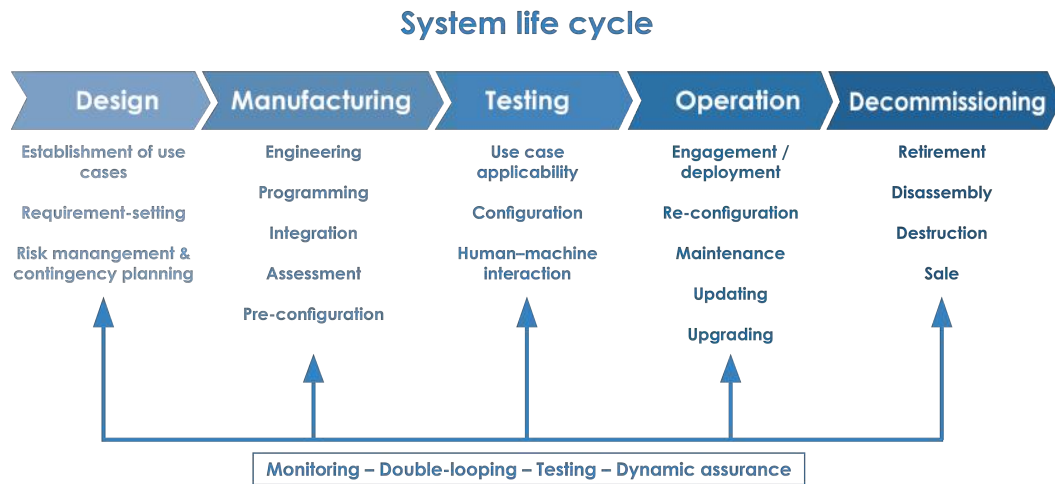 System life cycle
Design
Manufacturing
Testing
Operation
Decommissioning
Establishment of use
cases
Requirement-setting
Risk manangement &
contingency planning
Engineering
Programming
Integration
Assessment
Pre-configuration
Use case
applicability
Configuration
Human–machine
interaction
Engagement /
deployment
Re-configuration
Maintenance
Updating
Upgrading
Retirement
Disassembly
Destruction
Sale
Monitoring – Double-looping – Testing – Dynamic assurance